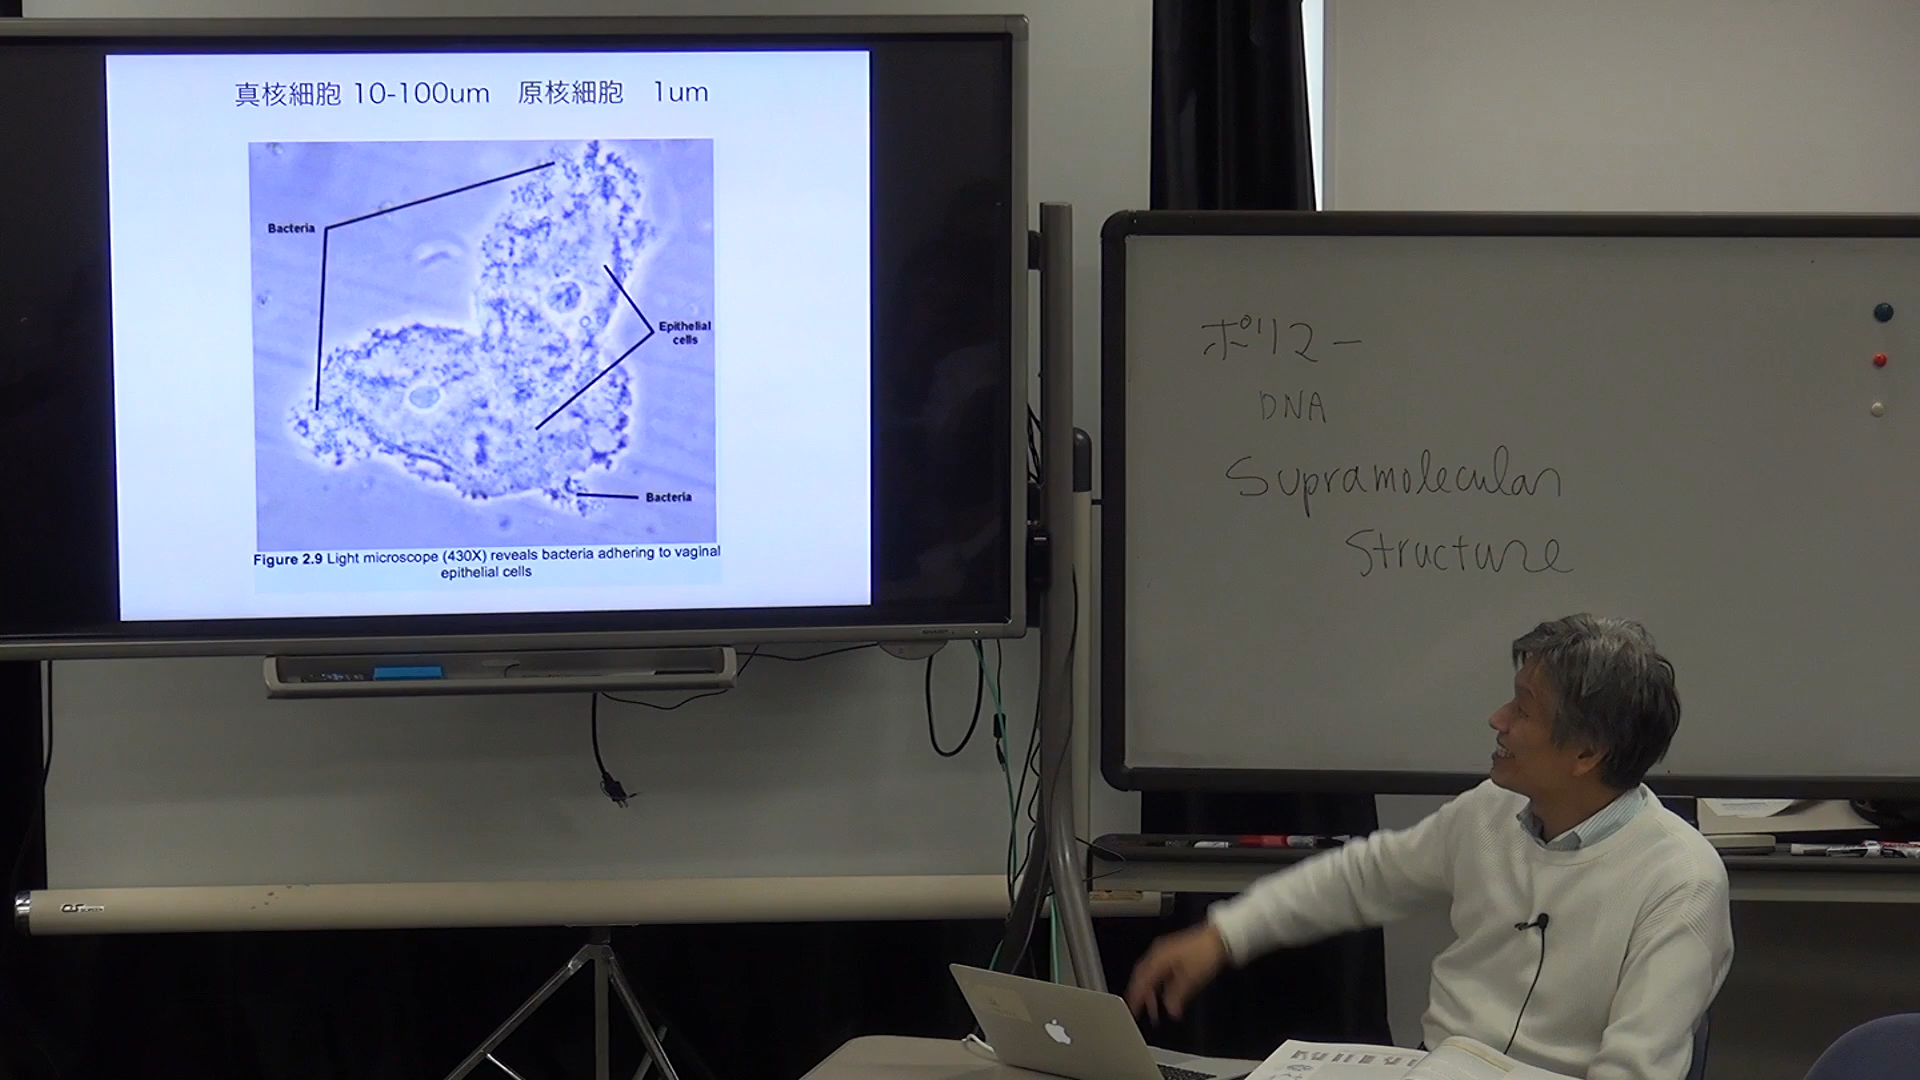 真核細胞 10-100um 原核細胞 1um
Bacteria
Epithelial
cells
Bacteria
Figure 2.9 Light microscope (430X) reveals bacteria adhering to vaginal
epithelial cells
ポリマー
DNA
Supramolecular
Structure